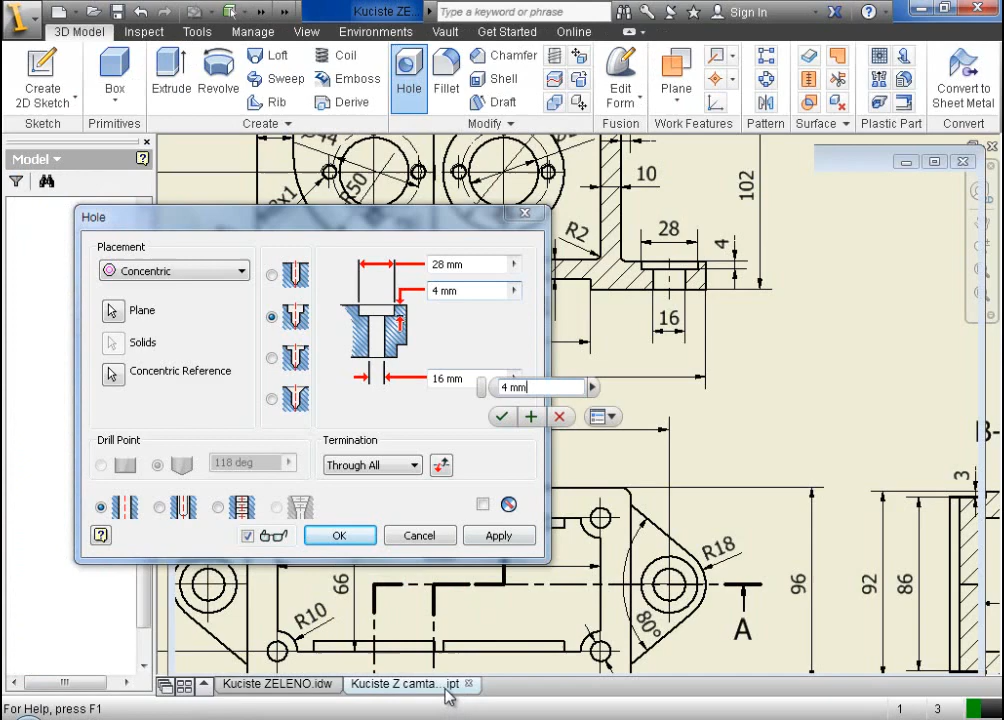 Kuciste ZE...
Type a keyword or phrase
Sign In
3D Model
Inspect
Tools
Manage
View
Environments
Vault
Get Started
Online
Create
2D Sketch
Box
Extrude
Revolve
Loft
Sweep
Rib
Coil
Emboss
Derive
Hole
Fillet
Chamfer
Shell
Draft
Edit
Form
Plane
Convert to
Sheet Metal
Sketch
Primitives
Create
Modify
Fusion
Work Features
Pattern
Surface
Plastic Part
Convert
Model
R50
10
102
R2
28
4
16
Hole
Placement
Concentric
Plane
Solids
Concentric Reference
28 mm
4 mm
16 mm
4 mm
Drill Point
118 deg
Termination
Through All
OK
Cancel
Apply
B-
3
R18
66
R10
80°
96
92
86
A
Kuciste ZELENO.idw
Kuciste Z camta...ipt
For Help, press F1
1
3